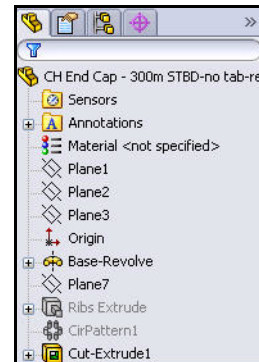 CH End Cap - 300m STBD-no tab-re
Sensors
Annotations
Material <not specified>
Plane1
Plane2
Plane3
Origin
Base-Revolve
Plane7
Ribs Extrude
CirPattern1
Cut-Extrude1